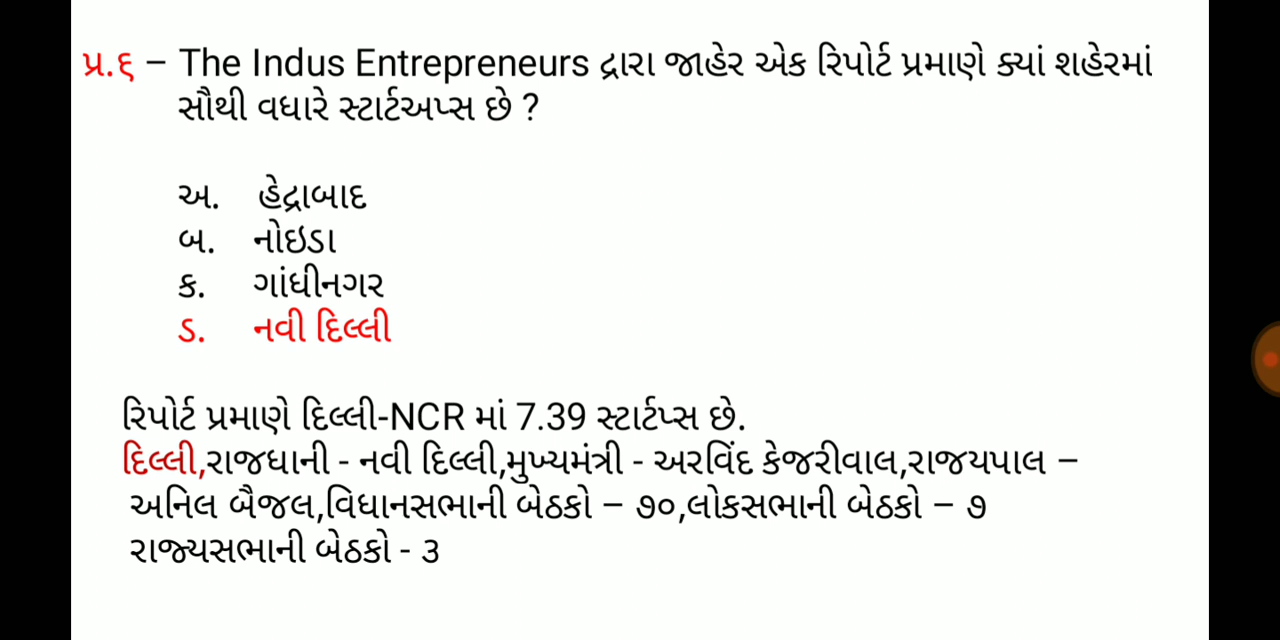 પ્ર.૬ – The Indus Entrepreneurs દ્વારા જાહેર એક રિપોર્ટ પ્રમાણે ક્યાં શહેરમાં
સૌથી વધારે સ્ટાર્ટઅપ્સ છે ?
અ. હેદ્રાબાદ
બ. નોઇડા
ક. ગાંધીનગર
ડ. નવી દિલ્લી
રિપોર્ટ પ્રમાણે દિલ્લી-NCR માં 7.39 સ્ટાર્ટપ્સ છે.
દિલ્લી,રાજધાની - નવી દિલ્લી,મુખ્યમંત્રી - અરવિંદ કેજરીવાલ,રાજયપાલ –
અનિલ બૈજલ,વિધાનસભાની બેઠકો – ૭૦,લોકસભાની બેઠકો – ૭
રાજ્યસભાની બેઠકો - ૩